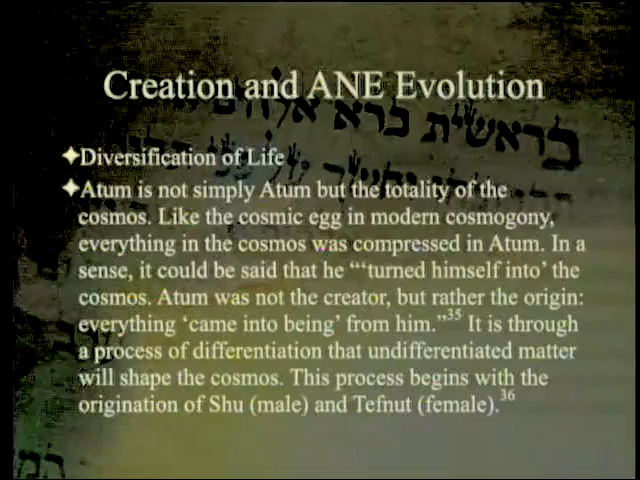 Creation and ANE Evolution
בראשית ברא אלהים
✦Diversification of Life
✦Atum is not simply Atum but the totality of the
cosmos. Like the cosmic egg in modern cosmogony,
everything in the cosmos was compressed in Atum. In a
sense, it could be said that he “‘turned himself into’ the
cosmos. Atum was not the creator, but rather the origin:
everything ‘came into being’ from him.”35 It is through
a process of differentiation that undifferentiated matter
will shape the cosmos. This process begins with the
origination of Shu (male) and Tefnut (female).36